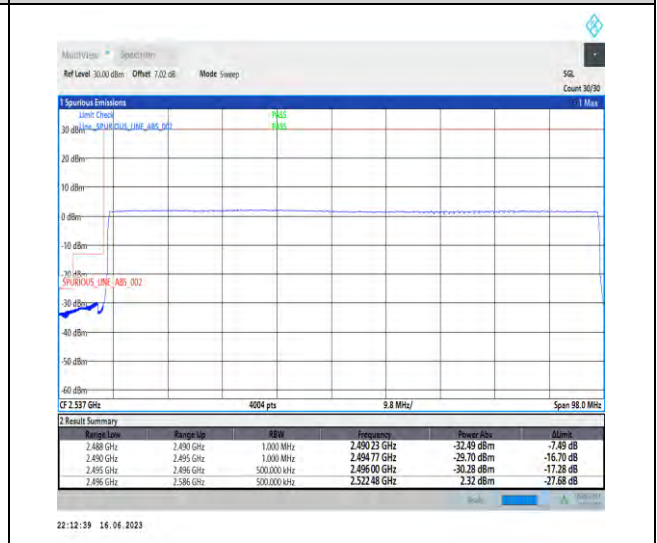 MultiView Spectrum
Ref Level 30.00 dBm Offset 7.02 dB Mode Sweep SGL
Count 30/30
1 Spurious Emissions 1 Max
Limit Check PASS
Line _SPURIOUS_LINE_ABS_002 PASS
30 dBm
20 dBm
10 dBm
0 dBm
-10 dBm
-20 dBm
_SPURIOUS_LINE_ABS_002
-30 dBm
-40 dBm
-50 dBm
-60 dBm
CF 2.537 GHz 4004 pts 9.8 MHz/ Span 98.0 MHz
2 Result Summary
Range Low Range Up RBW Frequency Power Abs ΔLimit
2.488 GHz 2.490 GHz 1.000 MHz 2.490 23 GHz -32.49 dBm -7.49 dB
2.490 GHz 2.495 GHz 1.000 MHz 2.494 77 GHz -29.70 dBm -16.70 dB
2.495 GHz 2.496 GHz 500.000 kHz 2.496 00 GHz -30.28 dBm -17.28 dB
2.496 GHz 2.586 GHz 500.000 kHz 2.522 48 GHz 2.32 dBm -27.68 dB
Ready
22:12:39 16.06.2023